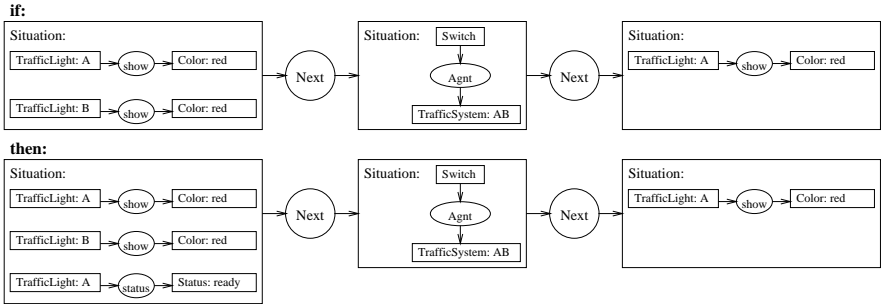 if:
Situation:
TrafficLight: A
show
Color: red
TrafficLight: B
show
Color: red
Next
Situation:
Switch
Agnt
TrafficSystem: AB
Next
Situation:
TrafficLight: A
show
Color: red
then:
Situation:
TrafficLight: A
show
Color: red
TrafficLight: B
show
Color: red
TrafficLight: A
status
Status: ready
Next
Situation:
Switch
Agnt
TrafficSystem: AB
Next
Situation:
TrafficLight: A
show
Color: red